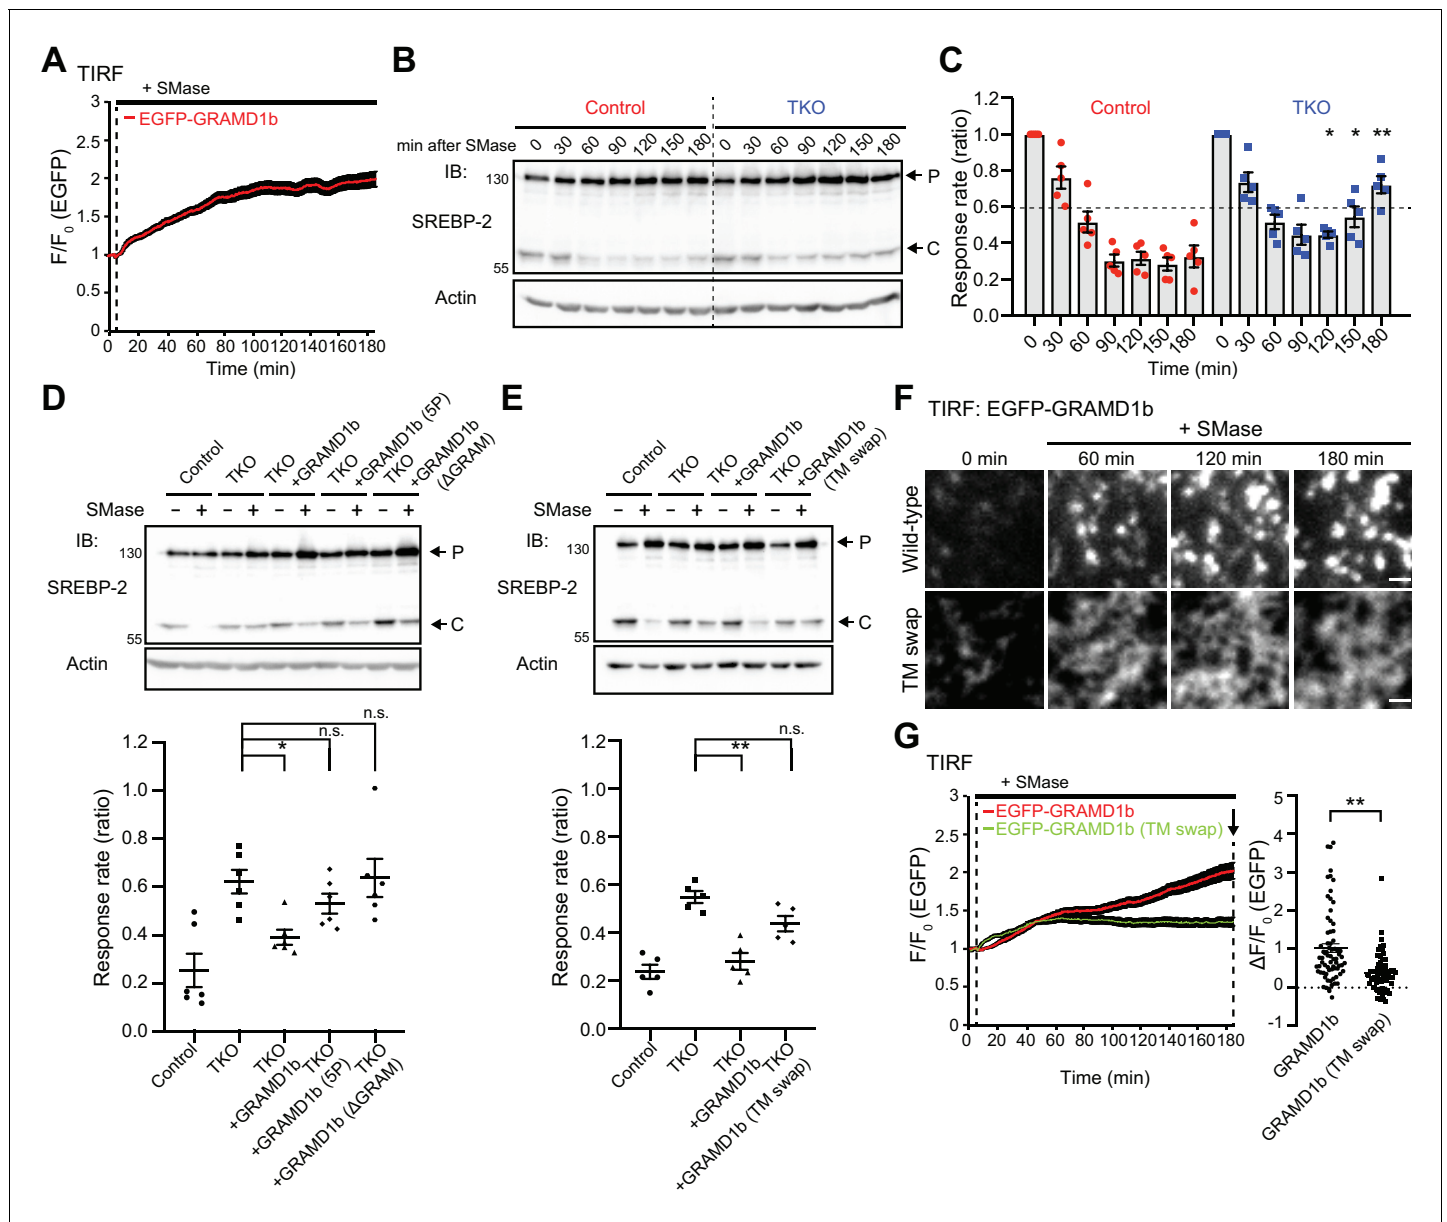 A
TIRF
+ SMase
EGFP-GRAMD1b
F/F0 (EGFP)
3
2.5
2
1.5
1
0.5
0
0 20 40 60 80 100 120 140 160 180
Time (min)
B
Control
TKO
min after SMase
0 30 60 90 120 150 180 0 30 60 90 120 150 180
IB:
130
P
SREBP-2
C
55
Actin
C
Control
TKO
* * **
Response rate (ratio)
1.2
1.0
0.8
0.6
0.4
0.2
0.0
0 30 60 90 120 150 180 0 30 60 90 120 150 180
Time (min)
D
Control
TKO
TKO +GRAMD1b
TKO +GRAMD1b (5P)
TKO +GRAMD1b (ΔGRAM)
SMase − + − + − + − + − +
IB:
130
P
SREBP-2
C
55
Actin
n.s.
n.s.
*
Response rate (ratio)
1.2
1.0
0.8
0.6
0.4
0.2
0.0
Control
TKO
TKO +GRAMD1b
TKO +GRAMD1b (5P)
TKO +GRAMD1b (ΔGRAM)
E
Control
TKO
TKO +GRAMD1b
TKO +GRAMD1b (TM swap)
SMase − + − + − + − +
IB:
130
P
SREBP-2
C
55
Actin
n.s.
**
Response rate (ratio)
1.2
1.0
0.8
0.6
0.4
0.2
0.0
Control
TKO
TKO +GRAMD1b
TKO +GRAMD1b (TM swap)
F
TIRF: EGFP-GRAMD1b
+ SMase
0 min 60 min 120 min 180 min
Wild-type
TM swap
G
TIRF
+ SMase
EGFP-GRAMD1b
EGFP-GRAMD1b (TM swap)
F/F0 (EGFP)
3
2.5
2
1.5
1
0.5
0
0 20 40 60 80 100 120 140 160 180
Time (min)
**
ΔF/F0 (EGFP)
5
4
3
2
1
0
-1
GRAMD1b
GRAMD1b (TM swap)